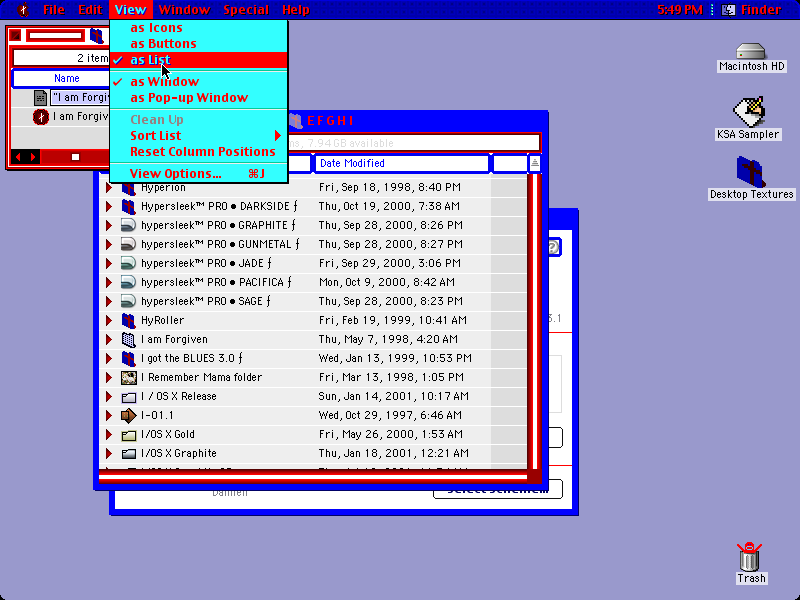 File Edit View Window Special Help 5:49 PM Finder
as Icons
as Buttons
as List
as Window
as Pop-up Window
Clean Up
Sort List
Reset Column Positions
View Options... ⌘J
2 item
Name
"I am Forgi
I am Forgiv
EFGHI
, 7.94 GB available
Date Modified
Hyperion Fri, Sep 18, 1998, 8:40 PM
Hypersleek™ PRO • DARKSIDE ƒ Thu, Oct 19, 2000, 7:38 AM
hypersleek™ PRO • GRAPHITE ƒ Thu, Sep 28, 2000, 8:26 PM
hypersleek™ PRO • GUNMETAL ƒ Thu, Sep 28, 2000, 8:27 PM
hypersleek™ PRO • JADE ƒ Fri, Sep 29, 2000, 3:06 PM
hypersleek™ PRO • PACIFICA ƒ Mon, Oct 9, 2000, 8:42 AM
hypersleek™ PRO • SAGE ƒ Thu, Sep 28, 2000, 8:23 PM
HyRoller Fri, Feb 19, 1999, 10:41 AM
I am Forgiven Thu, May 7, 1998, 4:20 AM
I got the BLUES 3.0 ƒ Wed, Jan 13, 1999, 10:53 PM
I Remember Mama folder Fri, Mar 13, 1998, 1:05 PM
I / OS X Release Sun, Jan 14, 2001, 10:17 AM
I-01.1 Wed, Oct 29, 1997, 6:46 AM
I/OS X Gold Fri, May 26, 2000, 1:53 AM
I/OS X Graphite Thu, Jan 18, 2001, 12:21 AM
3.1
Damien
Select Scheme...
Macintosh HD
KSA Sampler
Desktop Textures
Trash